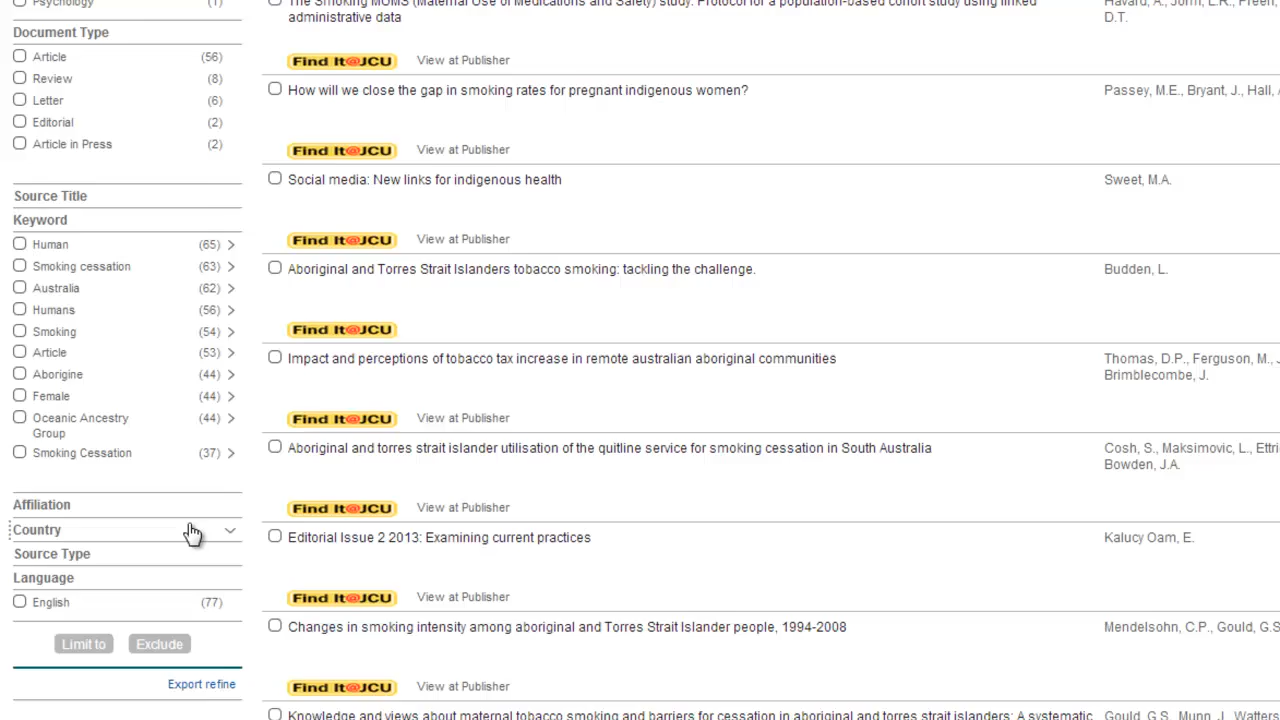 Psychology (1)
Document Type
Article (56)
Review (8)
Letter (6)
Editorial (2)
Article in Press (2)
Source Title
Keyword
Human (65)
Smoking cessation (63)
Australia (62)
Humans (56)
Smoking (54)
Article (53)
Aborigine (44)
Female (44)
Oceanic Ancestry (44)
Group
Smoking Cessation (37)
Affiliation
Country
Source Type
Language
English (77)
Limit to Exclude
Export refine
The Smoking MUMS (Maternal Use of Medications and Safety) study: Protocol for a population-based cohort study using linked Havard, A., Jorm, L.R., Preen,
administrative data D.T.
Find It@JCU View at Publisher
How will we close the gap in smoking rates for pregnant indigenous women? Passey, M.E., Bryant, J., Hall,
Find It@JCU View at Publisher
Social media: New links for indigenous health Sweet, M.A.
Find It@JCU View at Publisher
Aboriginal and Torres Strait Islanders tobacco smoking: tackling the challenge. Budden, L.
Find It@JCU
Impact and perceptions of tobacco tax increase in remote australian aboriginal communities Thomas, D.P., Ferguson, M.,
Brimblecombe, J.
Find It@JCU View at Publisher
Aboriginal and torres strait islander utilisation of the quitline service for smoking cessation in South Australia Cosh, S., Maksimovic, L.,
Bowden, J.A.
Find It@JCU View at Publisher
Editorial Issue 2 2013: Examining current practices Kalucy Oam, E.
Find It@JCU View at Publisher
Changes in smoking intensity among aboriginal and Torres Strait Islander people, 1994-2008 Mendelsohn, C.P., Gould, G.S
Find It@JCU View at Publisher
Knowledge and views about maternal tobacco smoking and barriers for cessation in aboriginal and torres strait islanders: A systematic Gould, G.S., Munn, J., Watters,